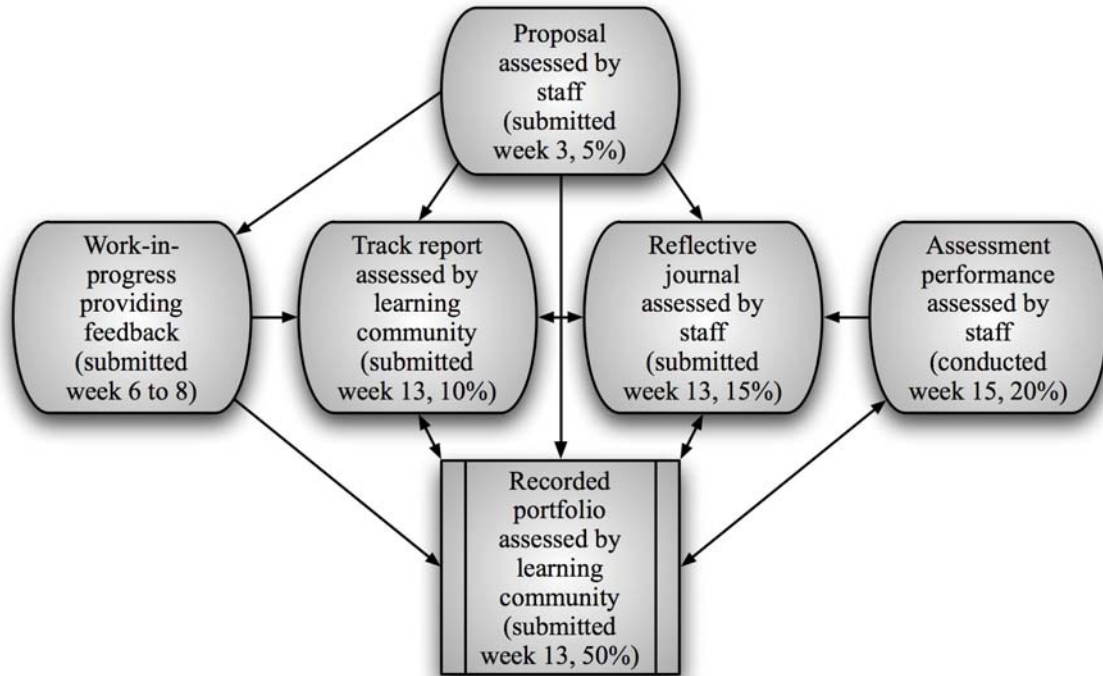 Proposal
assessed by
staff
(submitted
week 3, 5%)
Work-in-
progress
providing
feedback
(submitted
week 6 to 8)
Track report
assessed by
learning
community
(submitted
week 13, 10%)
Reflective
journal
assessed by
staff
(submitted
week 13, 15%)
Assessment
performance
assessed by
staff
(conducted
week 15, 20%)
Recorded
portfolio
assessed by
learning
community
(submitted
week 13, 50%)